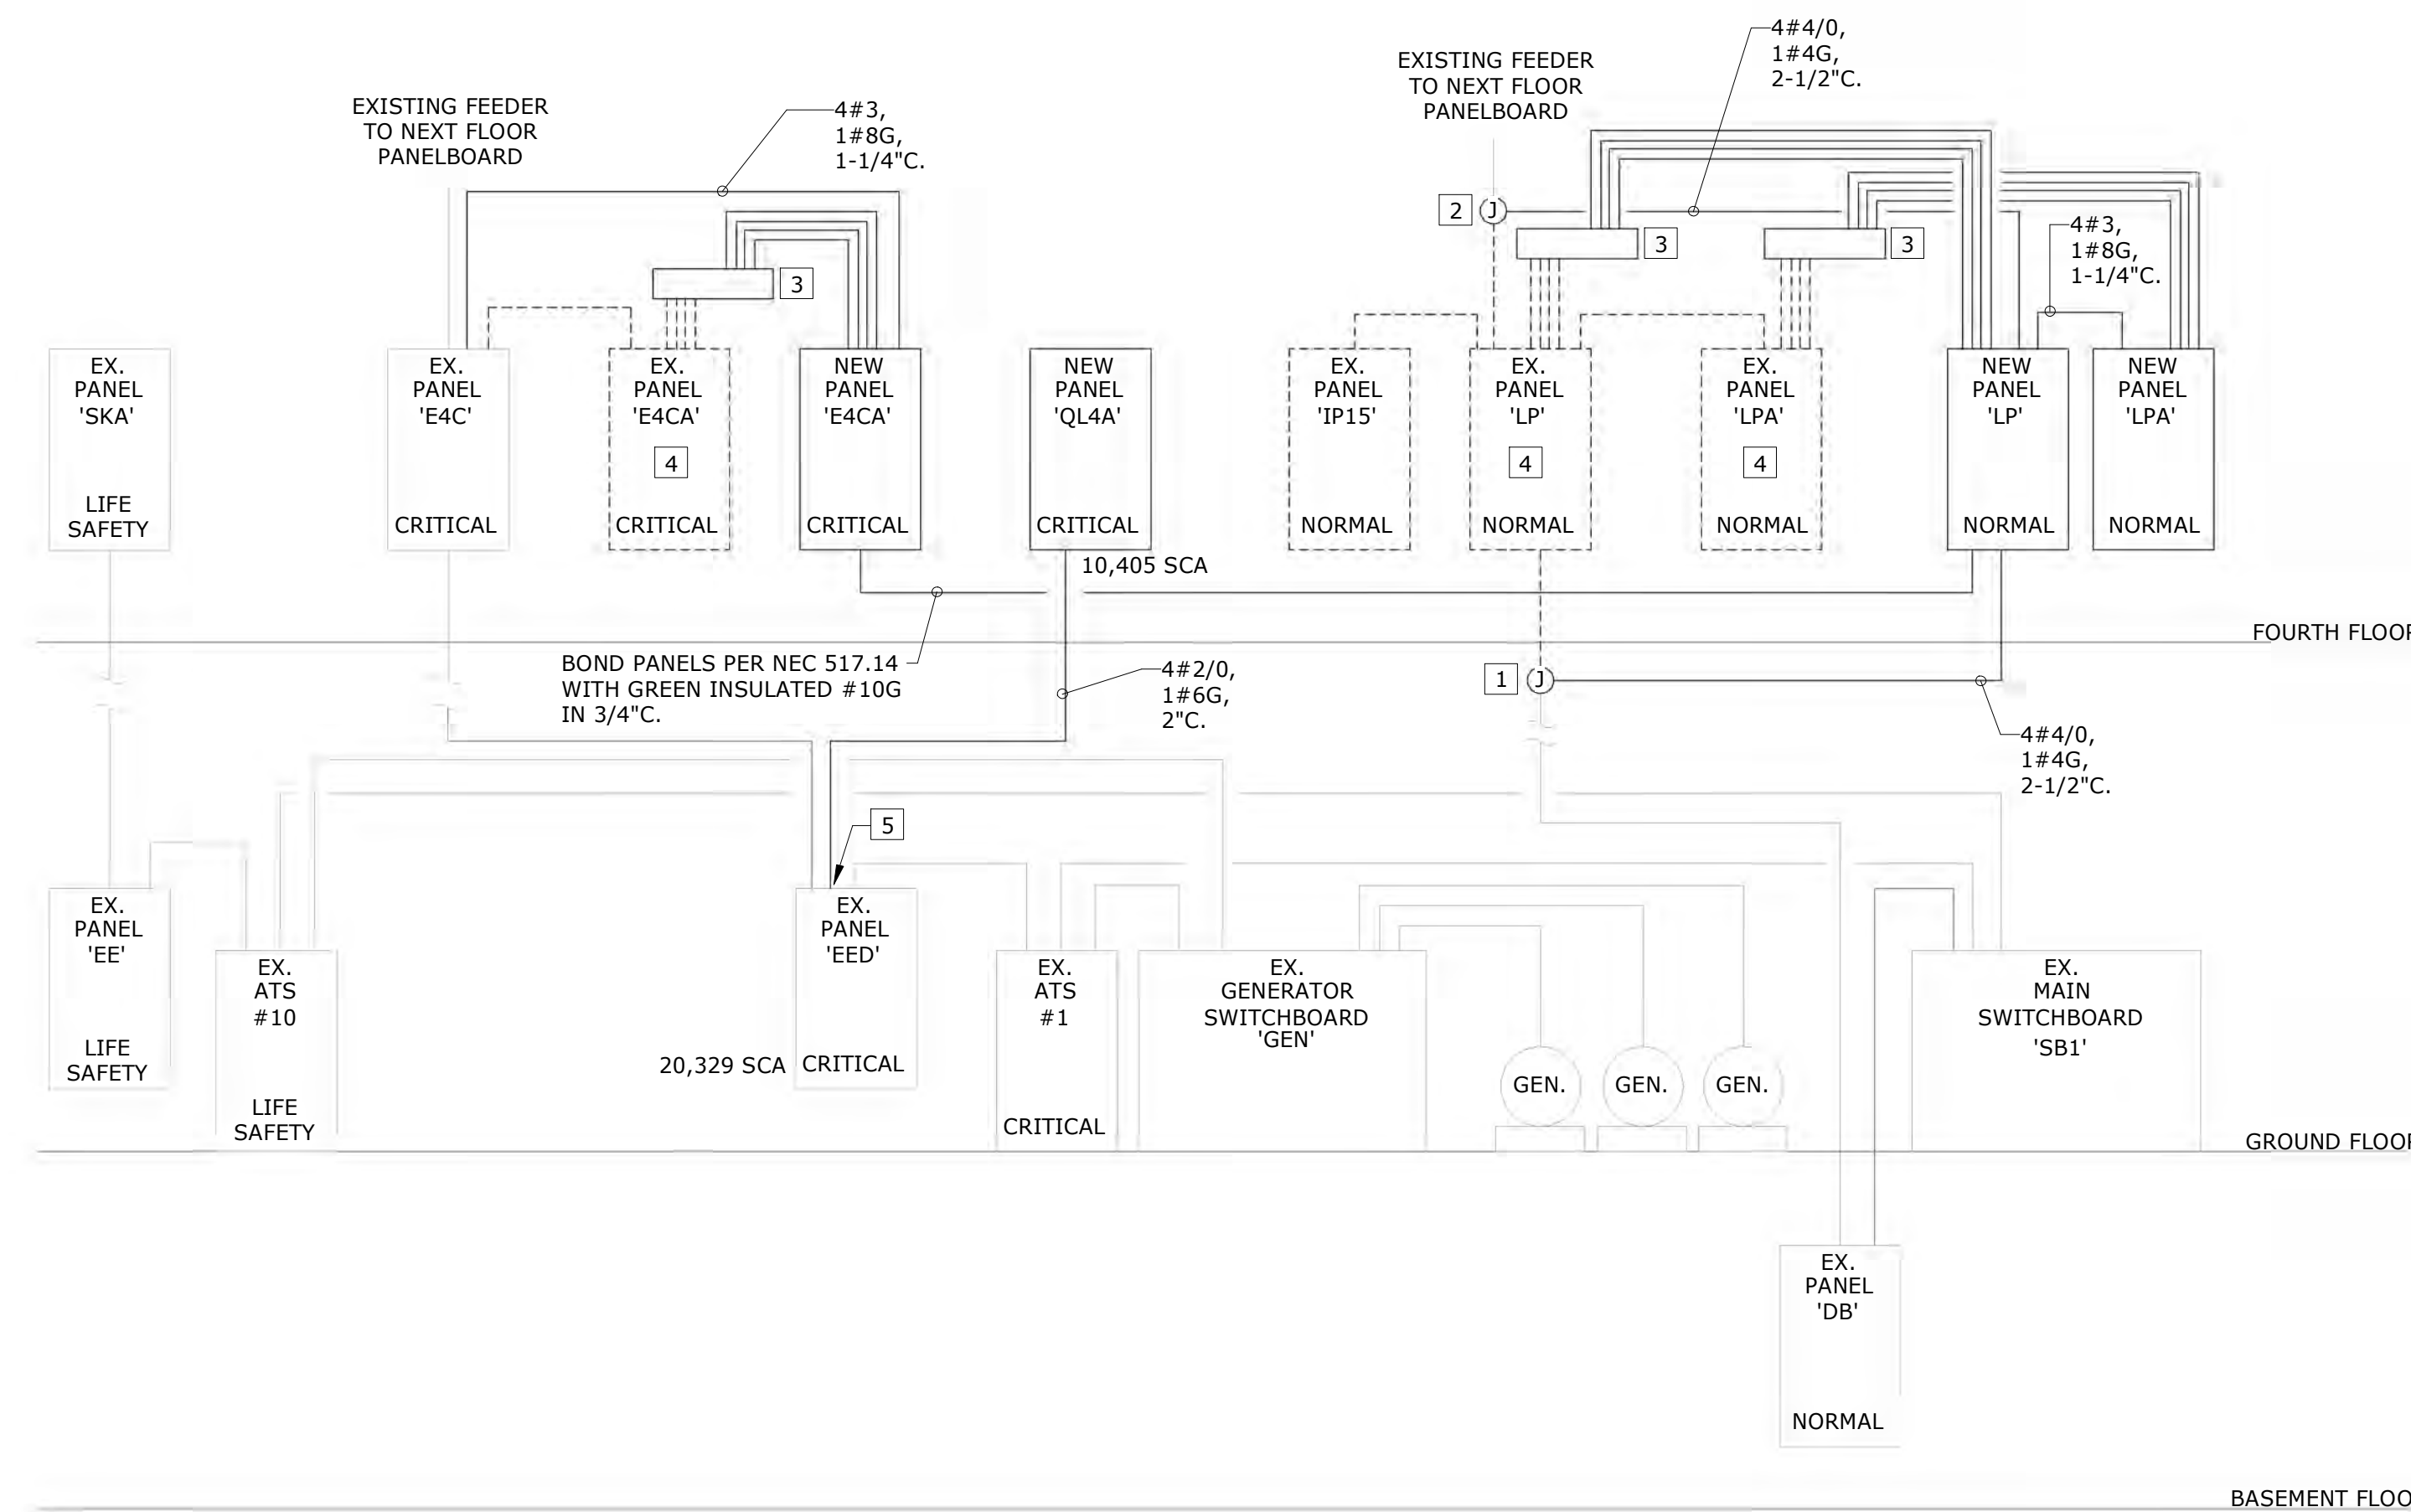 4#4/0,
1#4G,
2-1/2"C.
EXISTING FEEDER
TO NEXT FLOOR
PANELBOARD
EXISTING FEEDER
TO NEXT FLOOR
PANELBOARD
4#3,
1#8G,
1-1/4"C.
2
J
3
3
4#3,
1#8G,
1-1/4"C.
3
EX.
PANEL
'SKA'
LIFE
SAFETY
EX.
PANEL
'E4C'
CRITICAL
EX.
PANEL
'E4CA'
4
CRITICAL
NEW
PANEL
'E4CA'
CRITICAL
NEW
PANEL
'QL4A'
CRITICAL
10,405 SCA
EX.
PANEL
'IP15'
NORMAL
EX.
PANEL
'LP'
4
NORMAL
EX.
PANEL
'LPA'
4
NORMAL
NEW
PANEL
'LP'
NORMAL
NEW
PANEL
'LPA'
NORMAL
FOURTH FLOOR
BOND PANELS PER NEC 517.14
WITH GREEN INSULATED #10G
IN 3/4"C.
4#2/0,
1#6G,
2"C.
1
J
4#4/0,
1#4G,
2-1/2"C.
5
EX.
PANEL
'EE'
LIFE
SAFETY
EX.
ATS
#10
LIFE
SAFETY
EX.
PANEL
'EED'
CRITICAL
20,329 SCA
EX.
ATS
#1
CRITICAL
EX.
GENERATOR
SWITCHBOARD
'GEN'
GEN.
GEN.
GEN.
EX.
MAIN
SWITCHBOARD
'SB1'
GROUND FLOOR
EX.
PANEL
'DB'
NORMAL
BASEMENT FLOO